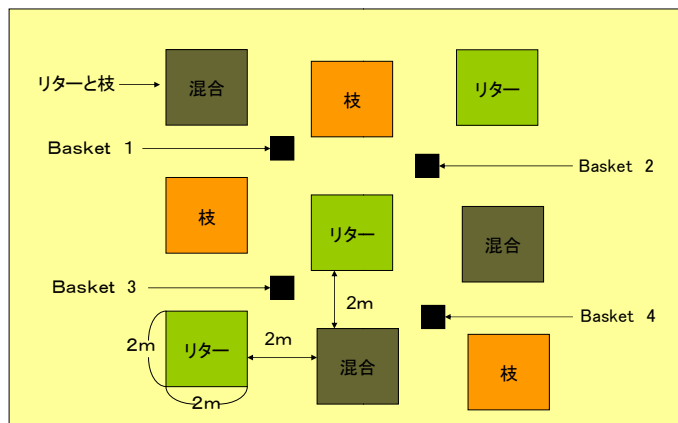 リターと枝
混合
枝
リター
Basket 1
Basket 2
枝
リター
混合
Basket 3
2m
Basket 4
2m
リター
2m
混合
枝
2m